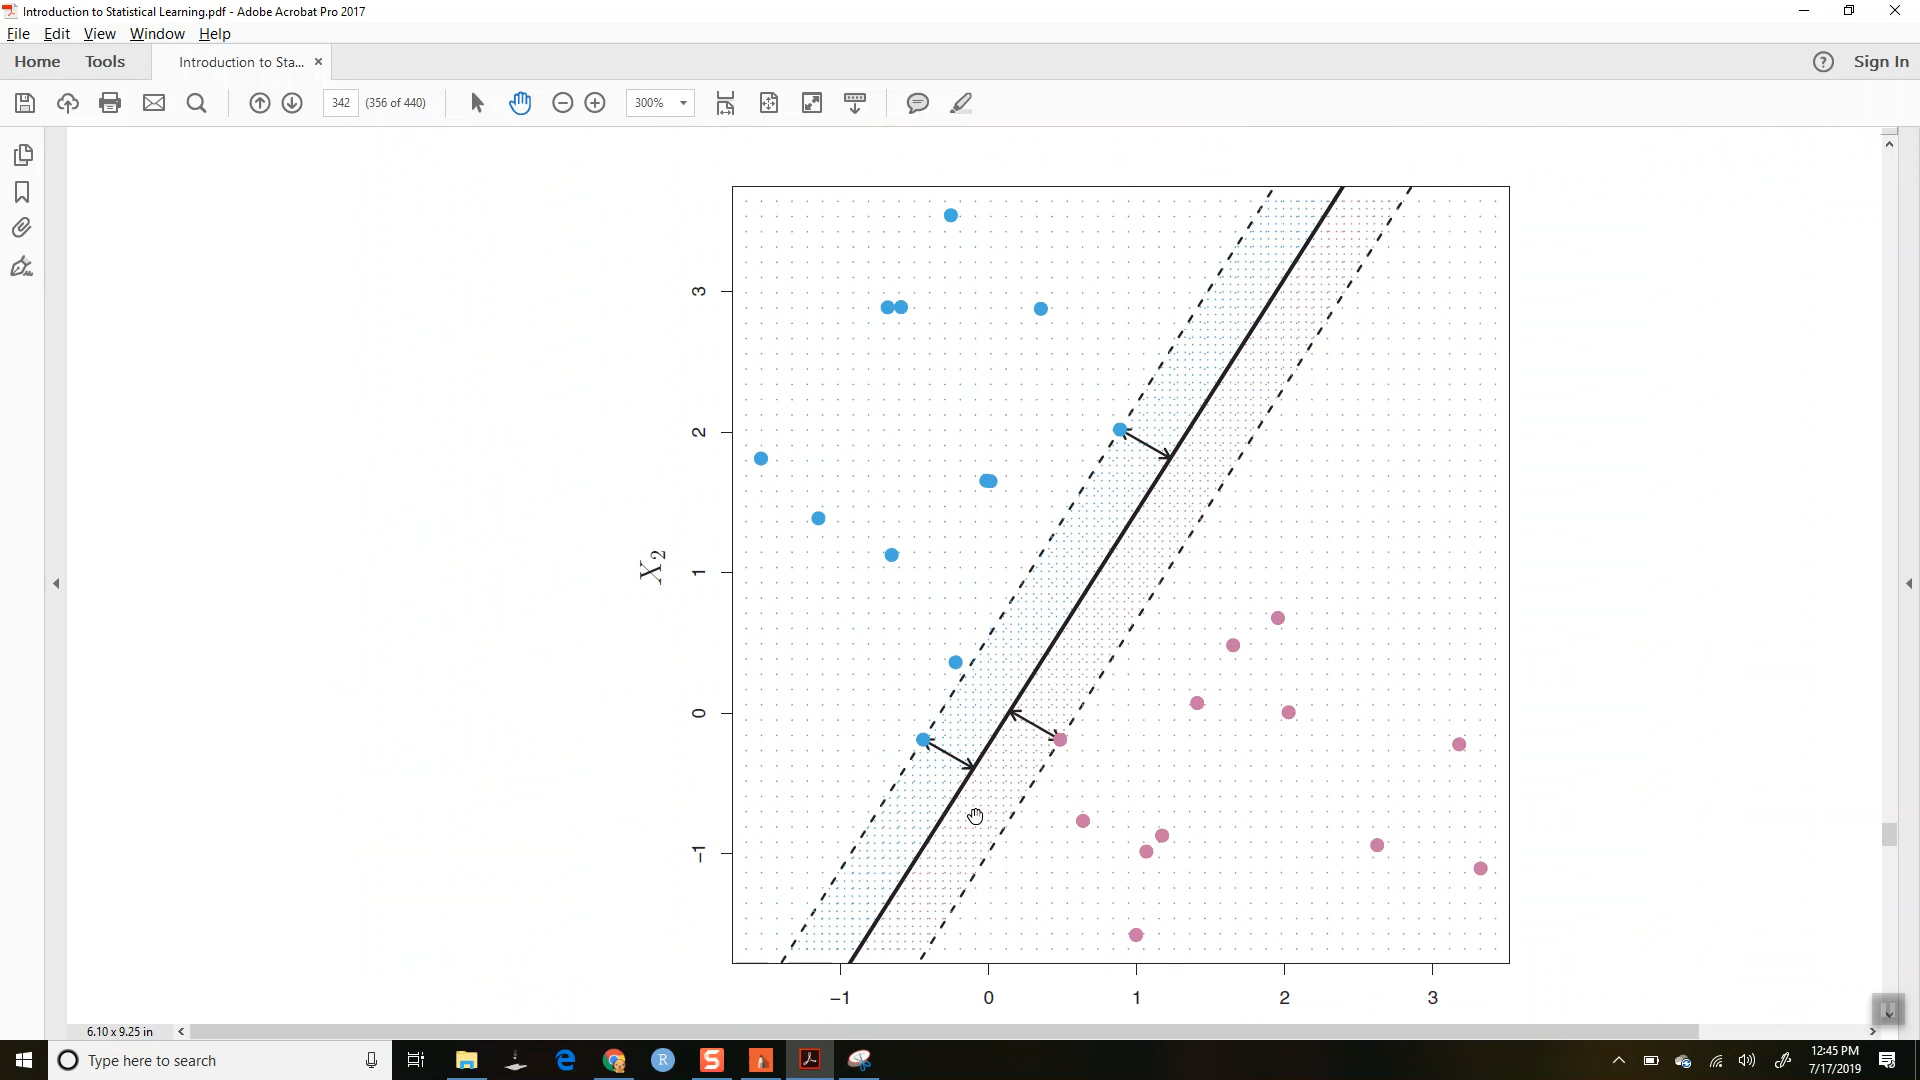 Introduction to Statistical Learning.pdf - Adobe Acrobat Pro 2017
File Edit View Window Help
Home Tools Introduction to Sta... × ? Sign In
342 (356 of 440) 300%
3
2
X2
1
0
−1
−1 0 1 2 3
6.10 x 9.25 in
Type here to search
R
S
12:45 PM
7/17/2019